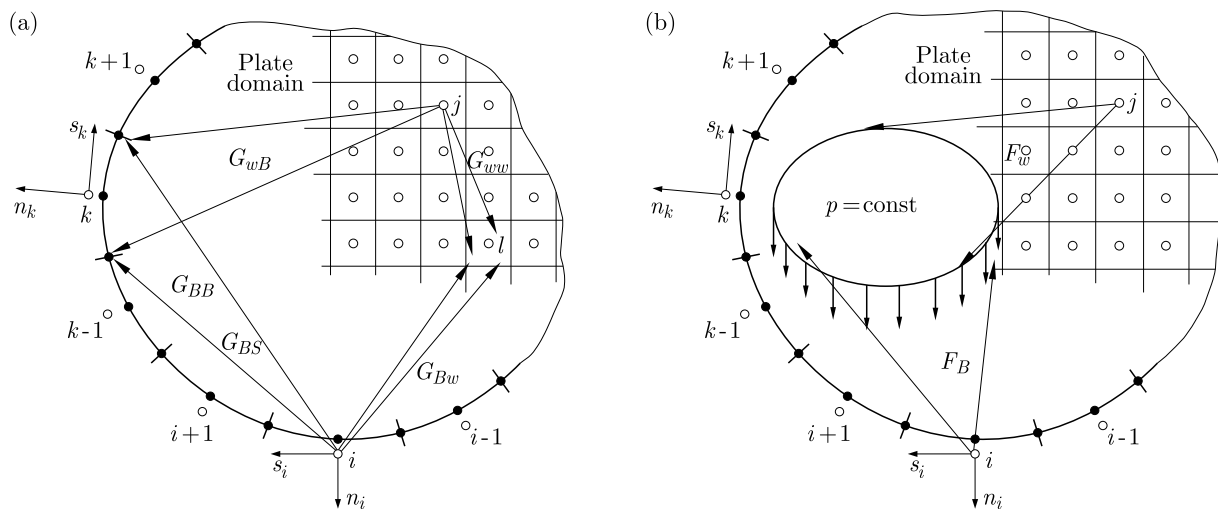 (a)
k+1
Plate
domain
j
s_k
G_wB
G_ww
n_k
k
l
G_BB
k-1
G_BS
G_Bw
i+1
i-1
s_i
i
n_i
(b)
k+1
Plate
domain
j
s_k
F_w
n_k
k
p=const
k-1
F_B
i+1
i-1
s_i
i
n_i